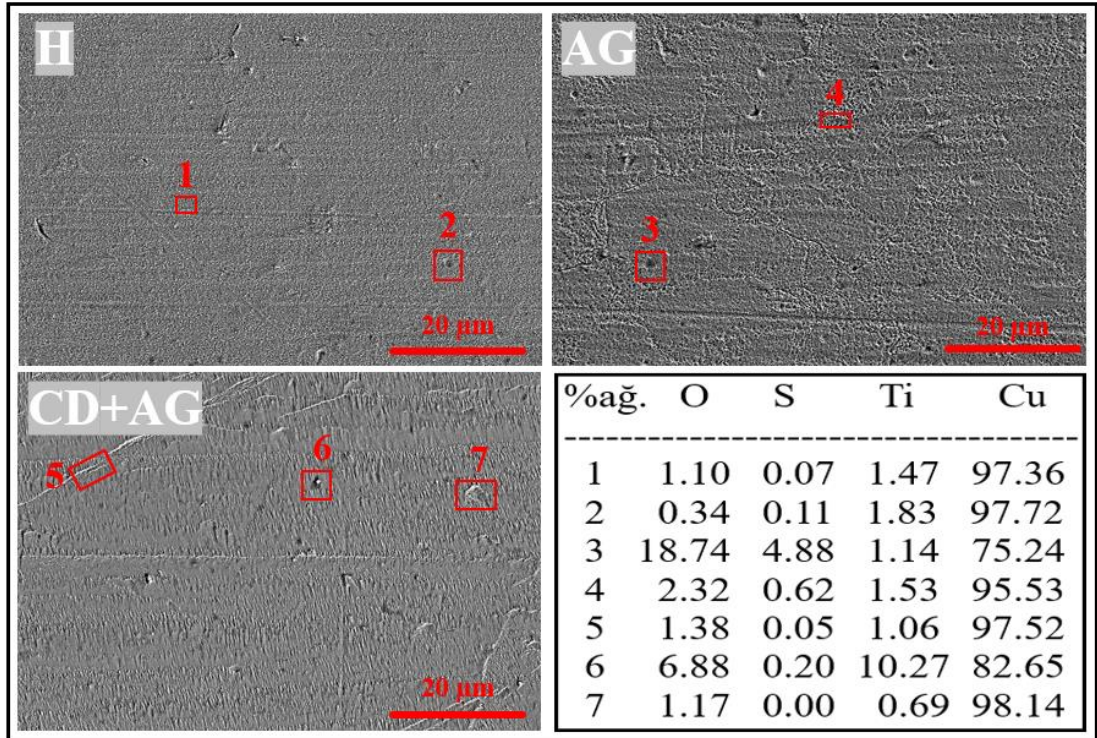 H
1
2
20 µm
AG
4
3
20 µm
CD+AG
5
6
7
20 µm
%ağ. O S Ti Cu
1 1.10 0.07 1.47 97.36
2 0.34 0.11 1.83 97.72
3 18.74 4.88 1.14 75.24
4 2.32 0.62 1.53 95.53
5 1.38 0.05 1.06 97.52
6 6.88 0.20 10.27 82.65
7 1.17 0.00 0.69 98.14